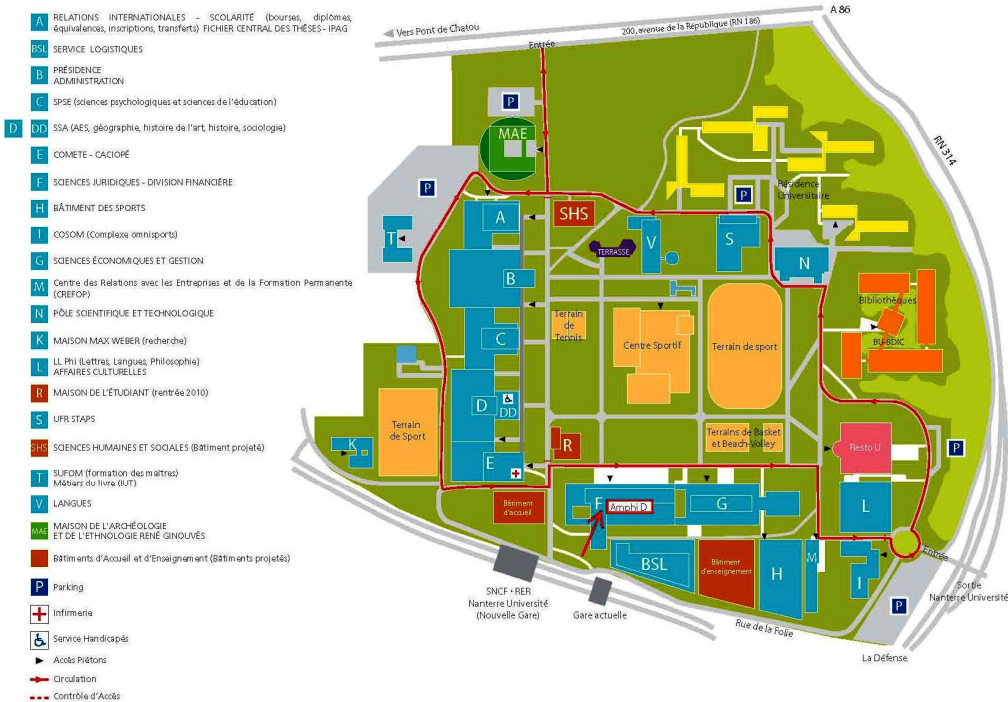 A RELATIONS INTERNATIONALES - SCOLARITÉ (bourses, diplômes,
équivalences, inscriptions, transferts) FICHIER CENTRAL DES THÈSES - IPAG
BSL SERVICE LOGISTIQUES
B PRÉSIDENCE
ADMINISTRATION
C SPSE (sciences psychologiques et sciences de l'éducation)
D DD SSA (AES, géographie, histoire de l'art, histoire, sociologie)
E COMETE - CACIOPÉ
F SCIENCES JURIDIQUES - DIVISION FINANCIÈRE
H BÂTIMENT DES SPORTS
I COSOM (Complexe omnisports)
G SCIENCES ÉCONOMIQUES ET GESTION
M Centre des Relations avec les Entreprises et de la Formation Permanente
(CREFOP)
N PÔLE SCIENTIFIQUE ET TECHNOLOGIQUE
K MAISON MAX WEBER (recherche)
L LL Phi (Lettres, Langues, Philosophie)
AFFAIRES CULTURELLES
R MAISON DE L'ÉTUDIANT (rentrée 2010)
S UFR STAPS
SHS SCIENCES HUMAINES ET SOCIALES (Bâtiment projeté)
T SUFOM (formation des maîtres)
Métiers du livre (IUT)
V LANGUES
MAE MAISON DE L'ARCHÉOLOGIE
ET DE L'ETHNOLOGIE RENÉ GINOUVÈS
Bâtiments d'Accueil et d'Enseignement (Bâtiments projetés)
P Parking
Infirmerie
Service Handicapés
Accès Piétons
Circulation
Contrôle d'Accès
A 86
Vers Pont de Chatou
200, avenue de la République (RN 186)
Entrée
RN 314
P
MAE
P
P
Résidence
Universitaire
A
SHS
T
V
S
TERRASSE
N
B
Bibliothèques
BU-BDIC
Terrain
de
Tennis
Centre Sportif
Terrain de sport
C
D
DD
Terrain
de Sport
Terrains de Basket
et Beach-Volley
K
R
Resto U
P
E
Bâtiment
d'accueil
F
Amphi D
G
L
BSL
Bâtiment
d'enseignement
H
M
I
Entrée
P
Sortie
Nanterre Université
SNCF • RER
Nanterre Université
(Nouvelle Gare)
Gare actuelle
Rue de la Folie
La Défense